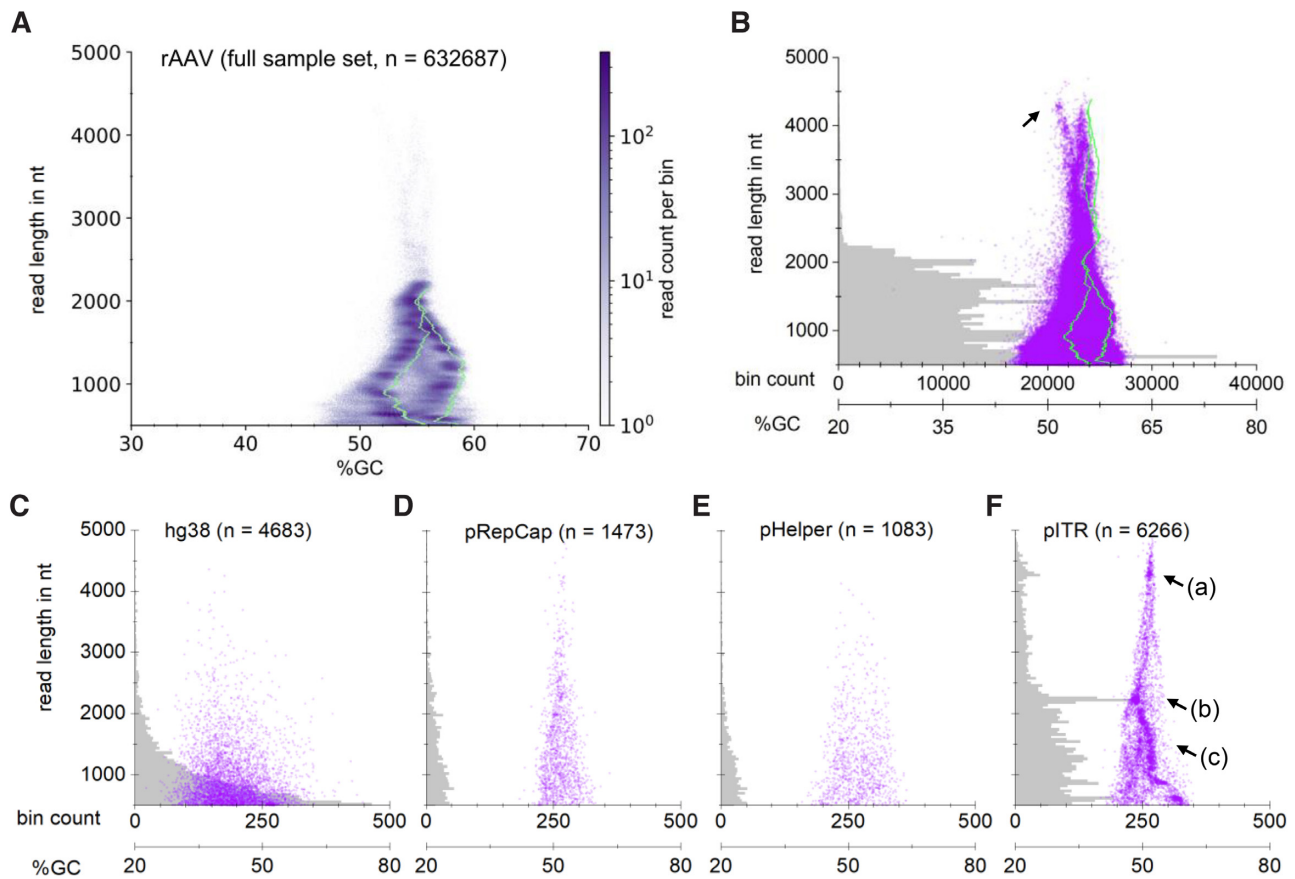 A
rAAV (full sample set, n = 632687)
5000
4000
3000
2000
1000
read length in nt
30 40 50 60 70
%GC
10²
10¹
10⁰
read count per bin
B
5000
4000
3000
2000
1000
read length in nt
bin count 0 10000 20000 30000 40000
%GC 20 35 50 65 80
C
hg38 (n = 4683)
5000
4000
3000
2000
1000
read length in nt
bin count 0 250 500
%GC 20 50 80
D
pRepCap (n = 1473)
0 250 500
20 50 80
E
pHelper (n = 1083)
0 250 500
20 50 80
F
pITR (n = 6266)
(a)
(b)
(c)
0 250 500
20 50 80